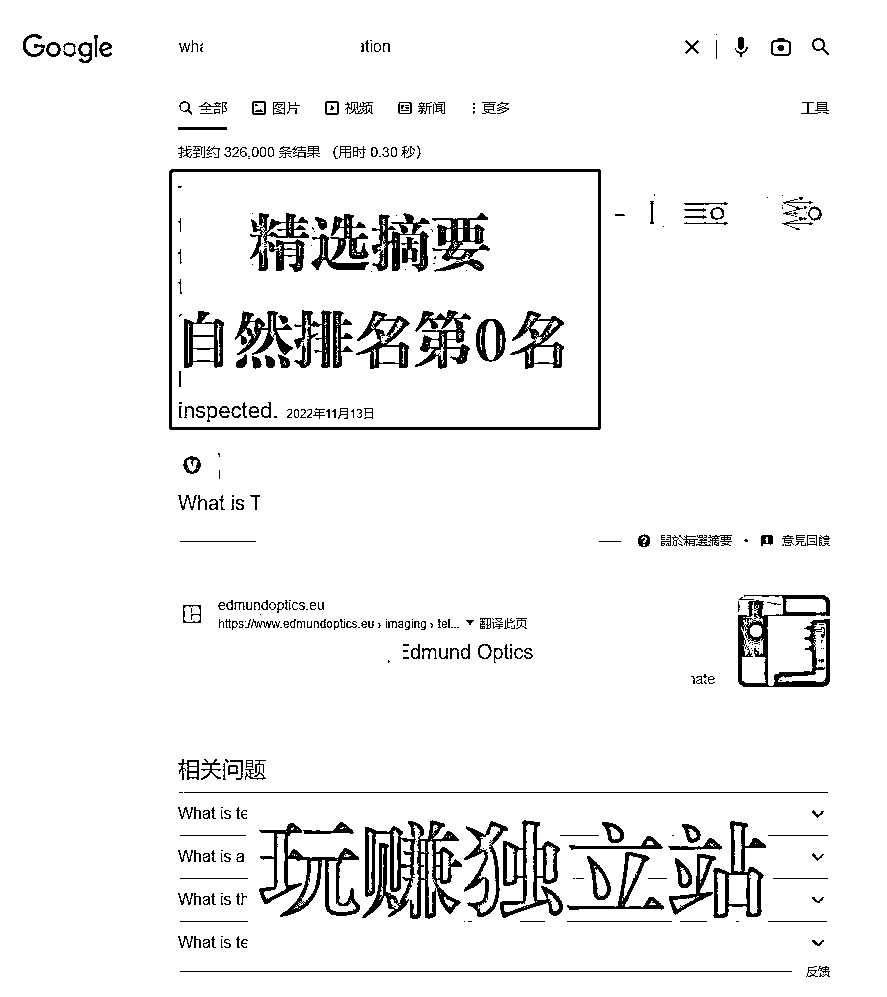 Google
ation
全部 图片 视频 新闻 更多 工具
找到约 326,000 条结果 （用时 0.30 秒）
精选摘要
自然排名第0名
inspected. 2022年11月13日
What is T
關於精選摘要 • 意見回饋
edmundoptics.eu
https://www.edmundoptics.eu › imaging › tel... 翻译此页
Edmund Optics
相关问题
What is te
What is a
What is th
What is te
玩赚独立站
反馈